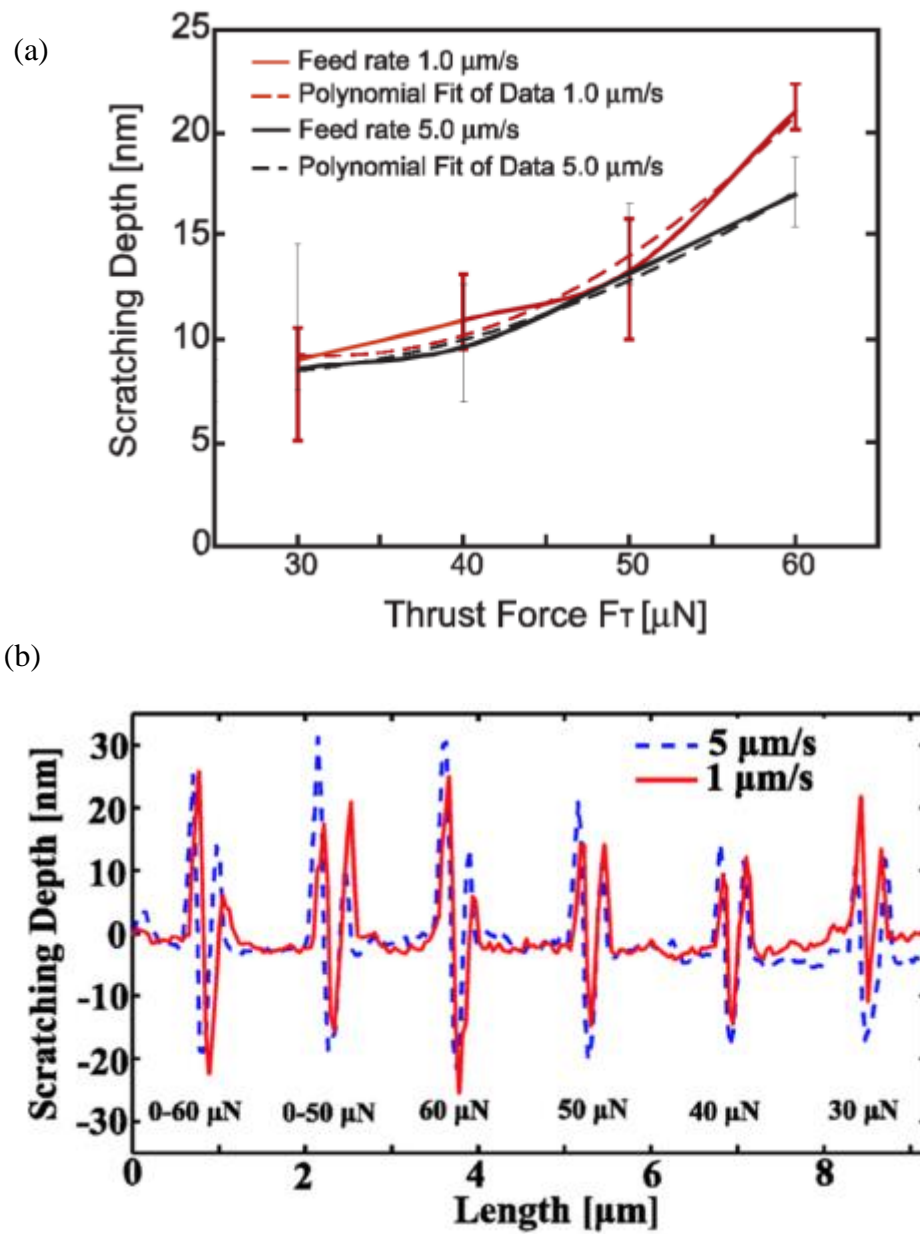 (a)
25
20
15
10
5
0
Scratching Depth [nm]
Feed rate 1.0 μm/s
Polynomial Fit of Data 1.0 μm/s
Feed rate 5.0 μm/s
Polynomial Fit of Data 5.0 μm/s
30 40 50 60
Thrust Force FT [μN]
(b)
30
20
10
0
-10
-20
-30
Scratching Depth [nm]
5 μm/s
1 μm/s
0-60 μN 0-50 μN 60 μN 50 μN 40 μN 30 μN
0 2 4 6 8
Length [μm]